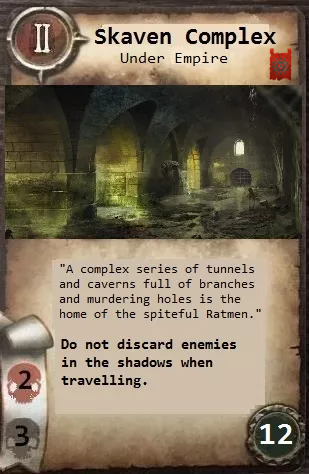 II
Skaven Complex
Under Empire
"A complex series of tunnels
and caverns full of branches
and murdering holes is the
home of the spiteful Ratmen."
Do not discard enemies
in the shadows when
travelling.
2
3
12